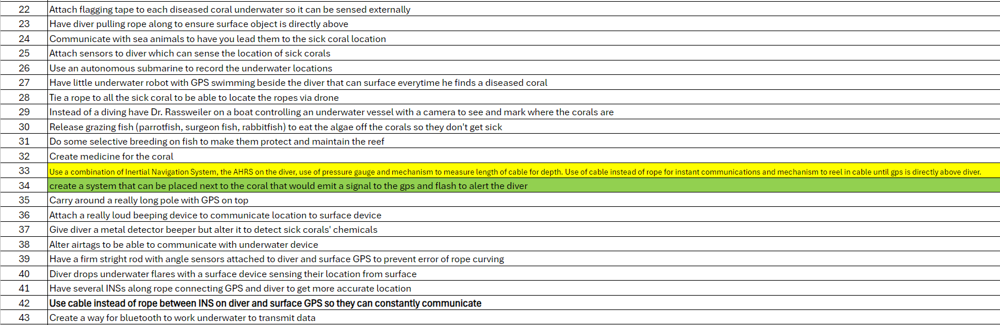 22 Attach flagging tape to each diseased coral underwater so it can be sensed externally
23 Have diver pulling rope along to ensure surface object is directly above
24 Communicate with sea animals to have you lead them to the sick coral location
25 Attach sensors to diver which can sense the location of sick corals
26 Use an autonomous submarine to record the underwater locations
27 Have little underwater robot with GPS swimming beside the diver that can surface everytime he finds a diseased coral
28 Tie a rope to all the sick coral to be able to locate the ropes via drone
29 Instead of a diving have Dr. Rassweiler on a boat controlling an underwater vessel with a camera to see and mark where the corals are
30 Release grazing fish (parrotfish, surgeon fish, rabbitfish) to eat the algae off the corals so they don't get sick
31 Do some selective breeding on fish to make them protect and maintain the reef
32 Create medicine for the coral
33 Use a combination of Inertial Navigation System, the AHRS on the diver, use of pressure gauge and mechanism to measure length of cable for depth. Use of cable instead of rope for instant communications and mechanism to reel in cable until gps is directly above diver.
34 create a system that can be placed next to the coral that would emit a signal to the gps and flash to alert the diver
35 Carry around a really long pole with GPS on top
36 Attach a really loud beeping device to communicate location to surface device
37 Give diver a metal detector beeper but alter it to detect sick corals' chemicals
38 Alter airtags to be able to communicate with underwater device
39 Have a firm stright rod with angle sensors attached to diver and surface GPS to prevent error of rope curving
40 Diver drops underwater flares with a surface device sensing their location from surface
41 Have several INSs along rope connecting GPS and diver to get more accurate location
42 Use cable instead of rope between INS on diver and surface GPS so they can constantly communicate
43 Create a way for bluetooth to work underwater to transmit data